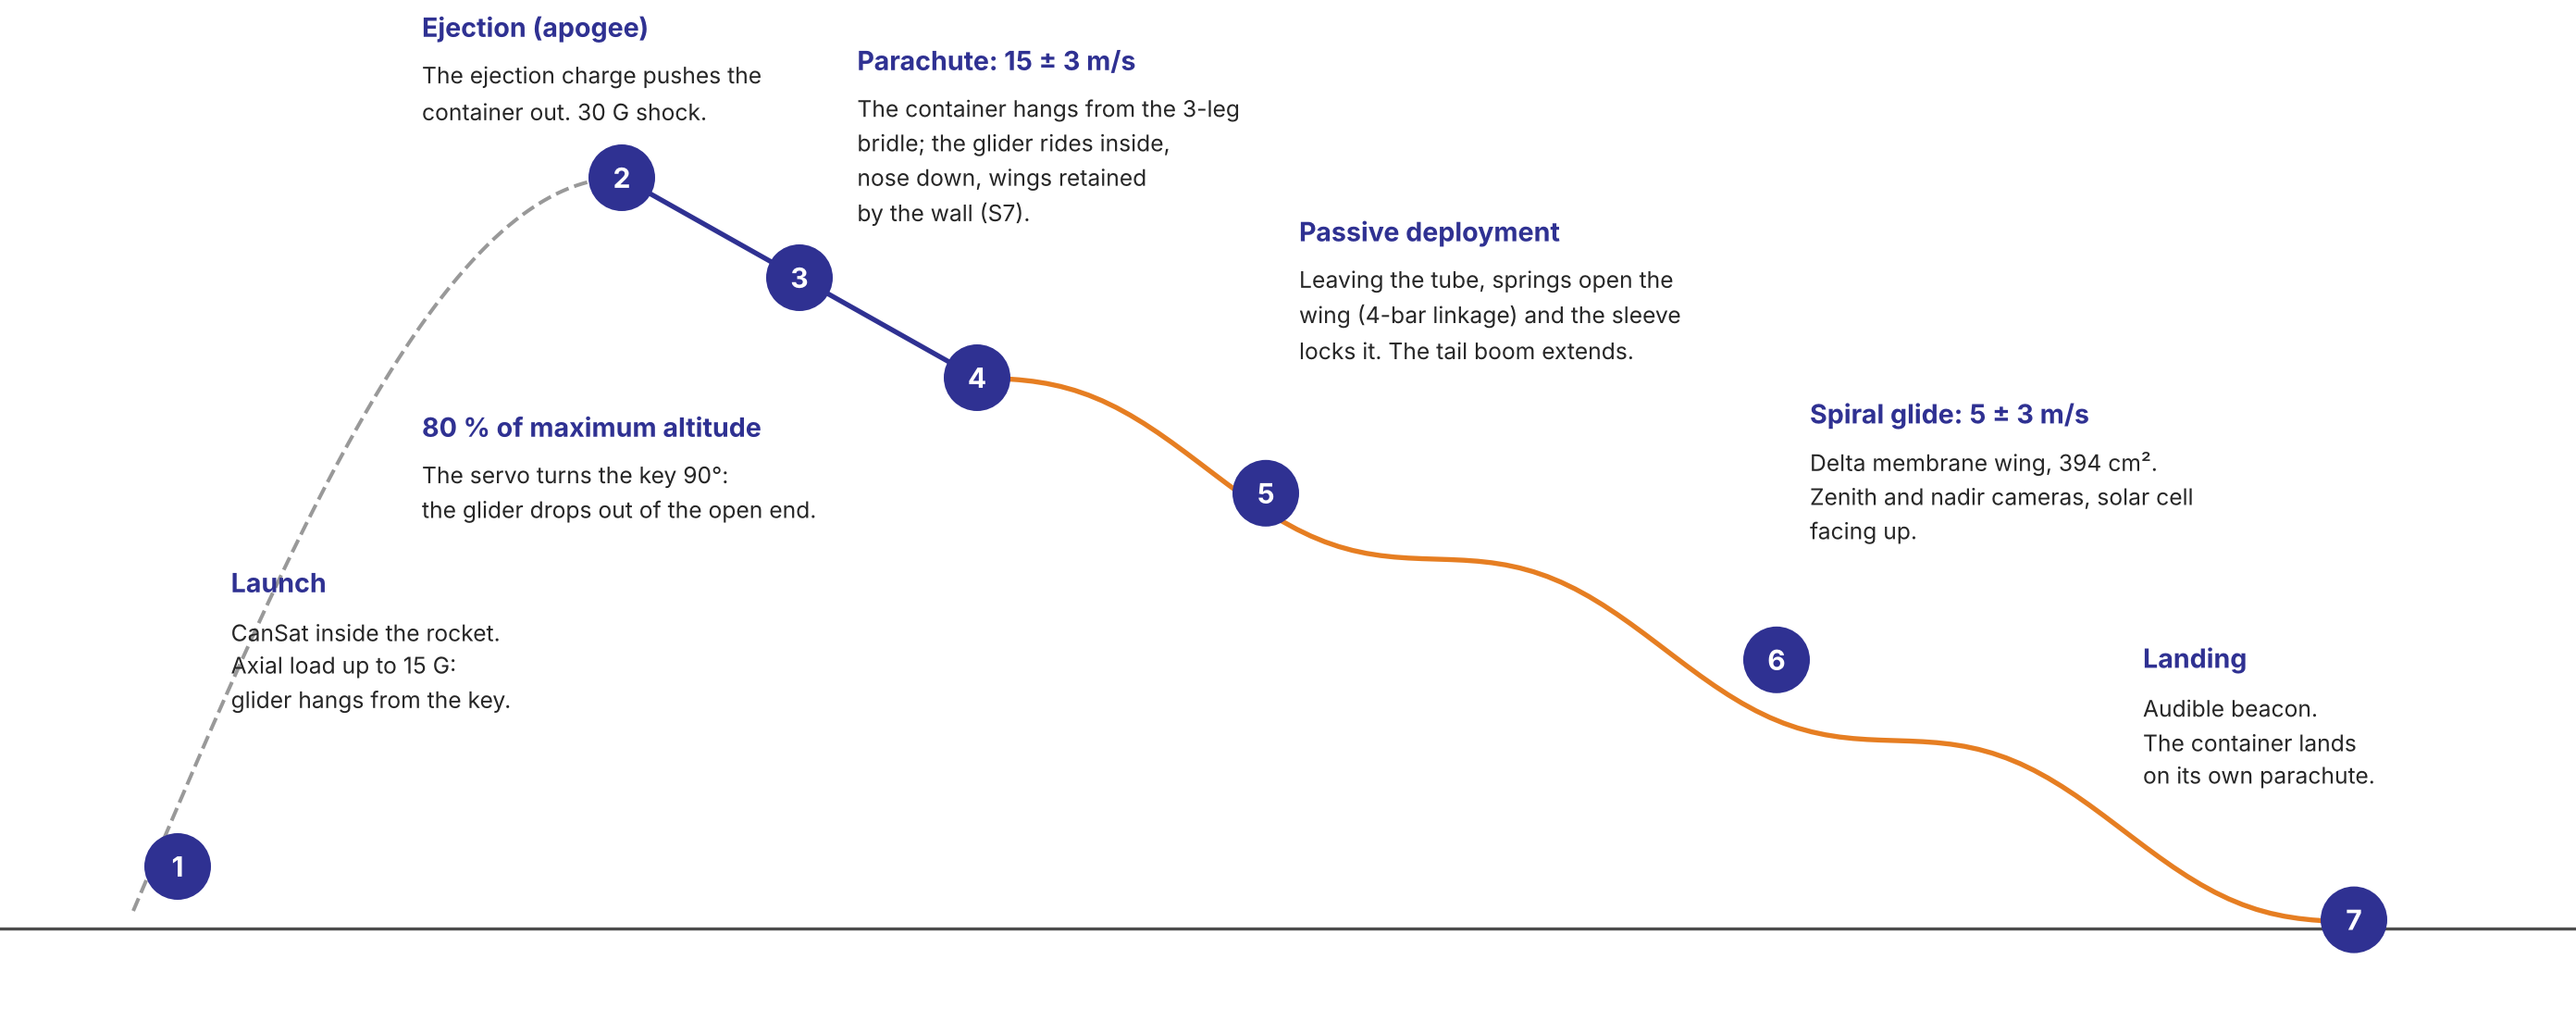 Ejection (apogee)
The ejection charge pushes the
container out. 30 G shock.
Parachute: 15 ± 3 m/s
The container hangs from the 3-leg
bridle; the glider rides inside,
nose down, wings retained
by the wall (S7).
2
3
Passive deployment
Leaving the tube, springs open the
wing (4-bar linkage) and the sleeve
locks it. The tail boom extends.
4
80 % of maximum altitude
The servo turns the key 90°:
the glider drops out of the open end.
5
Spiral glide: 5 ± 3 m/s
Delta membrane wing, 394 cm².
Zenith and nadir cameras, solar cell
facing up.
Launch
CanSat inside the rocket.
Axial load up to 15 G:
glider hangs from the key.
6
Landing
Audible beacon.
The container lands
on its own parachute.
1
7